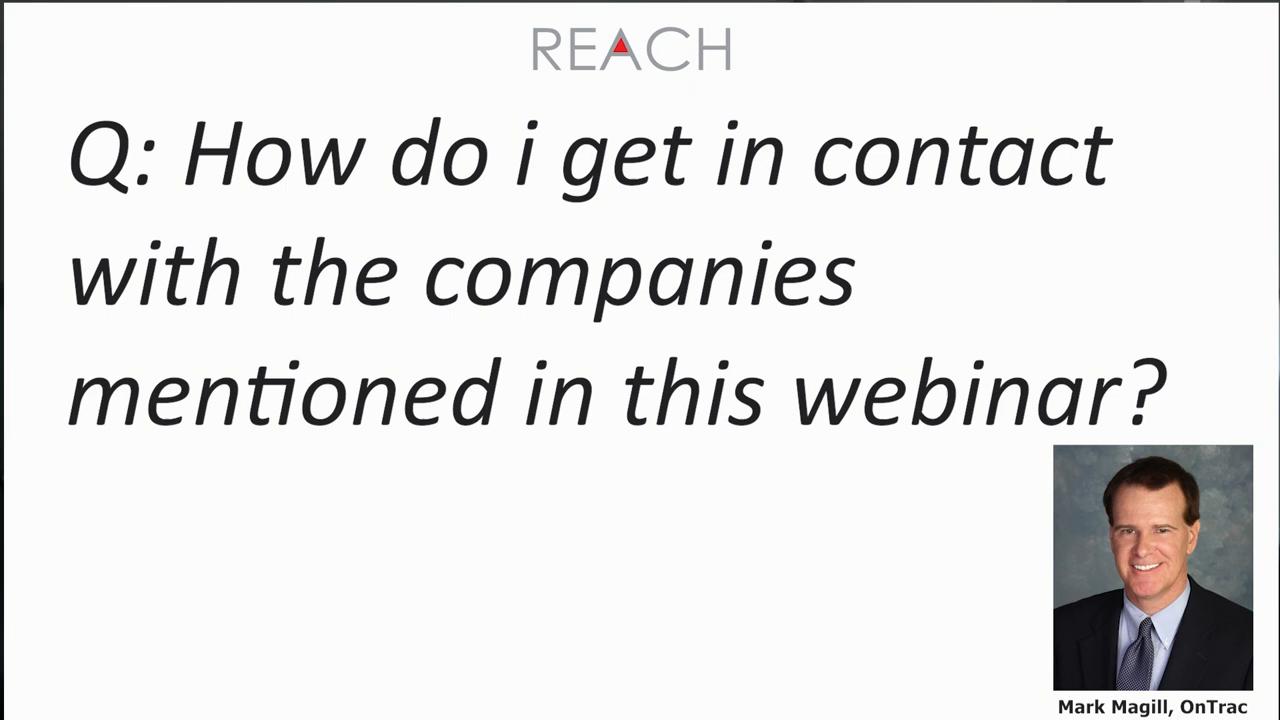 REACH
Q: How do i get in contact
with the companies
mentioned in this webinar?
Mark Magill, OnTrac